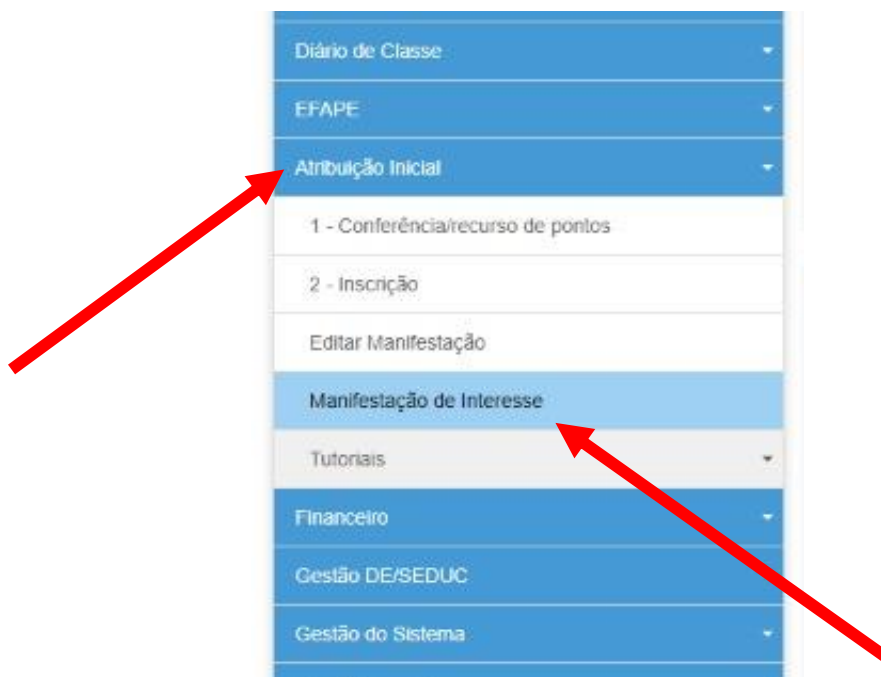 Diário de Classe
EFAPE
Atribuição Inicial
1 - Conferência/recurso de pontos
2 - Inscrição
Editar Manifestação
Manifestação de Interesse
Tutoriais
Financeiro
Gestão DE/SEDUC
Gestão do Sistema